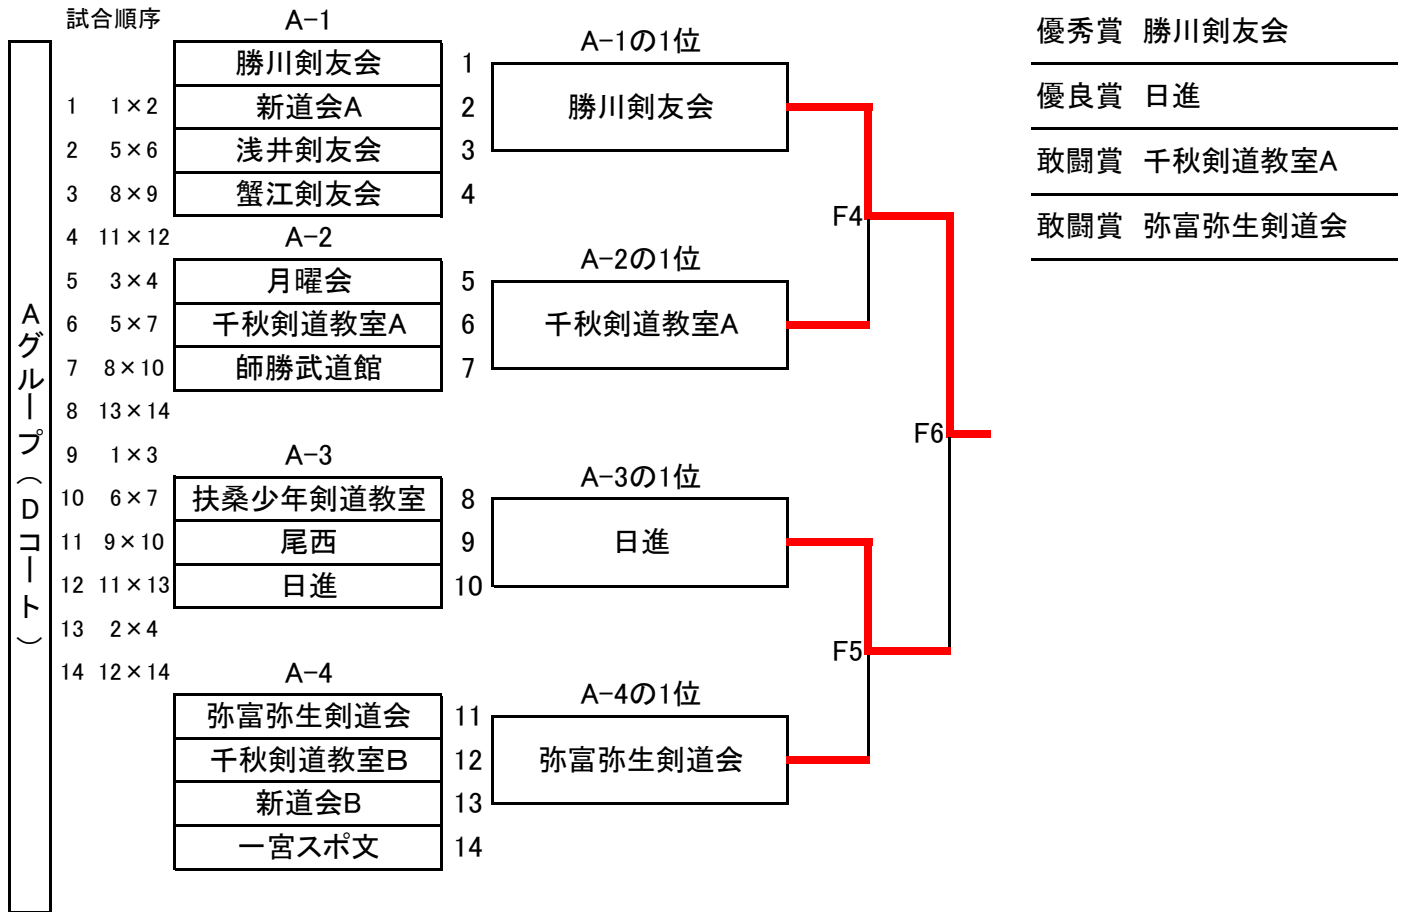 試合順序
A-1
勝川剣友会 1
1 1×2 新道会A 2
2 5×6 浅井剣友会 3
3 8×9 蟹江剣友会 4
4 11×12 A-2
5 3×4 月曜会 5
6 5×7 千秋剣道教室A 6
7 8×10 師勝武道館 7
8 13×14
9 1×3 A-3
10 6×7 扶桑少年剣道教室 8
11 9×10 尾西 9
12 11×13 日進 10
13 2×4
14 12×14 A-4
弥富弥生剣道会 11
千秋剣道教室B 12
新道会B 13
一宮スポ文 14
Aグループ(Dコート)
A-1の1位
勝川剣友会
A-2の1位
千秋剣道教室A
A-3の1位
日進
A-4の1位
弥富弥生剣道会
F4
F6
F5
優秀賞 勝川剣友会
優良賞 日進
敢闘賞 千秋剣道教室A
敢闘賞 弥富弥生剣道会